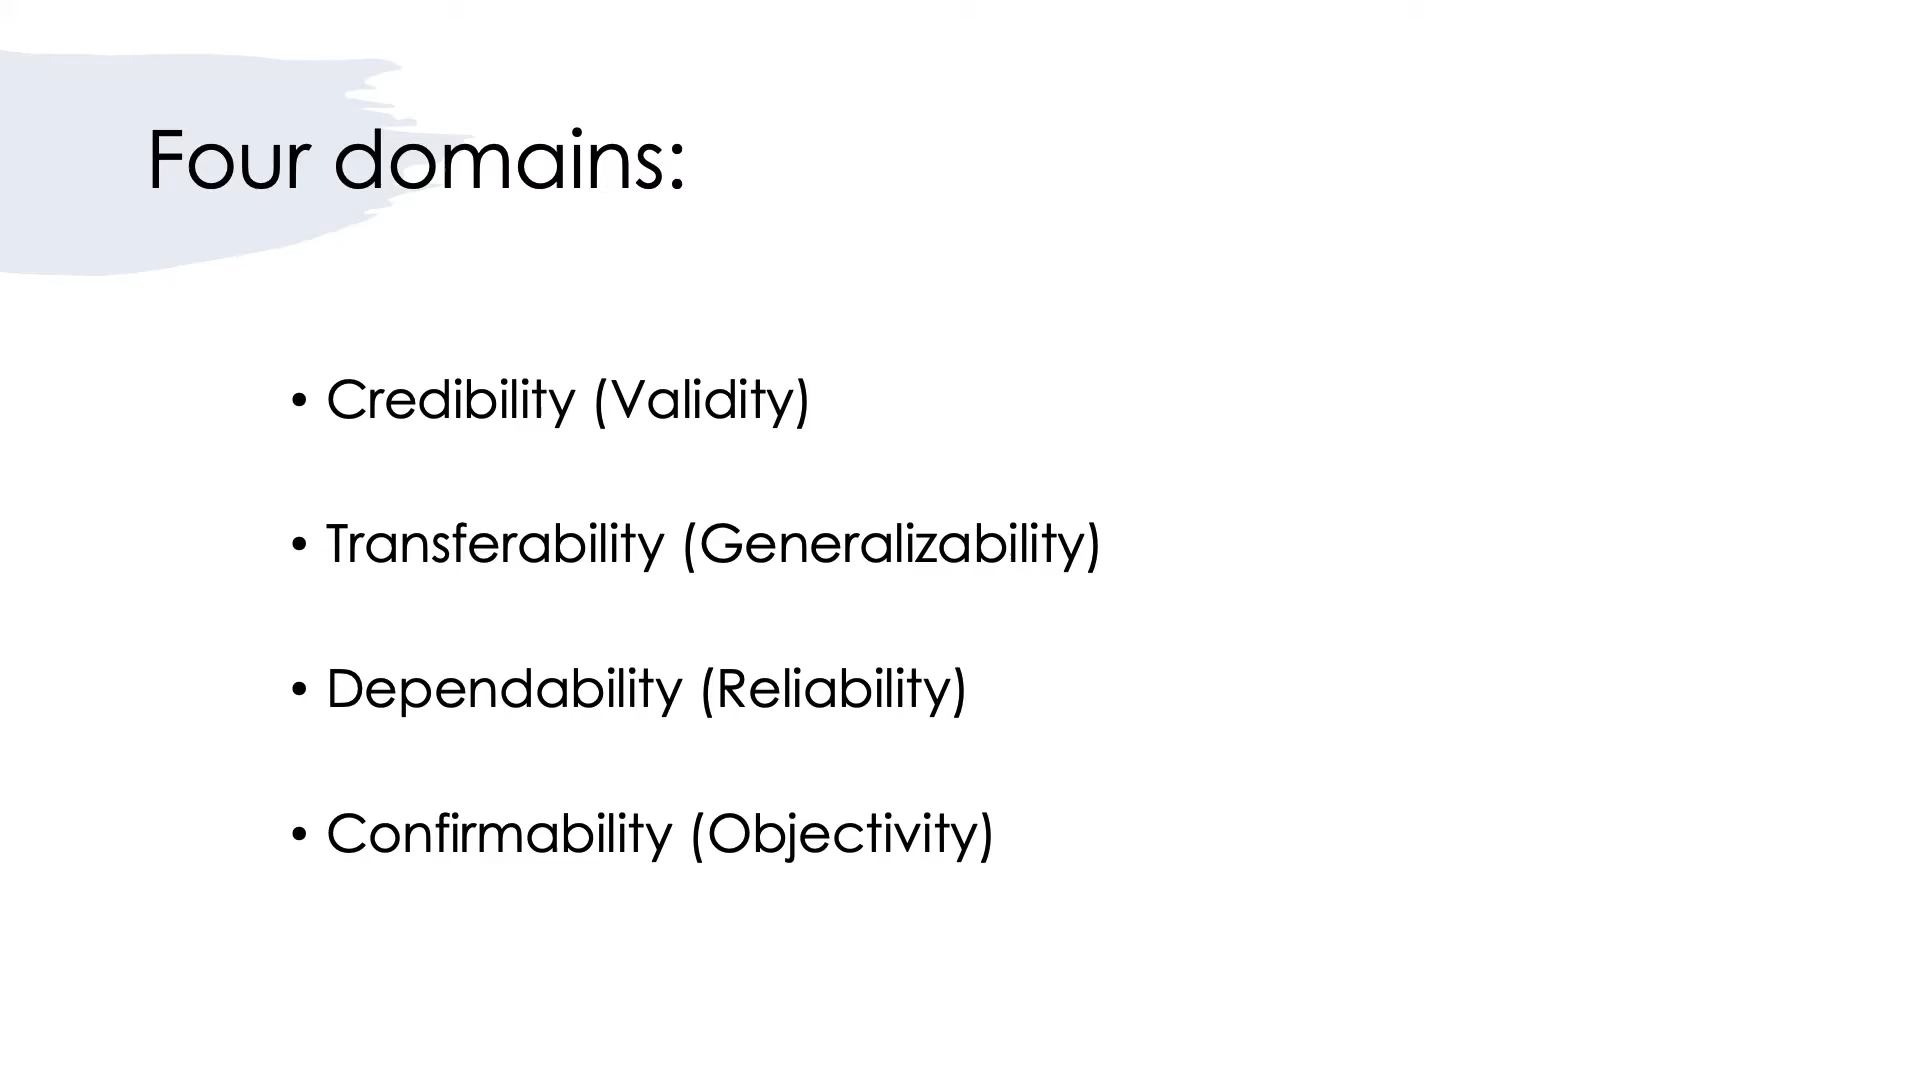 Four domains:
• Credibility (Validity)
• Transferability (Generalizability)
• Dependability (Reliability)
• Confirmability (Objectivity)